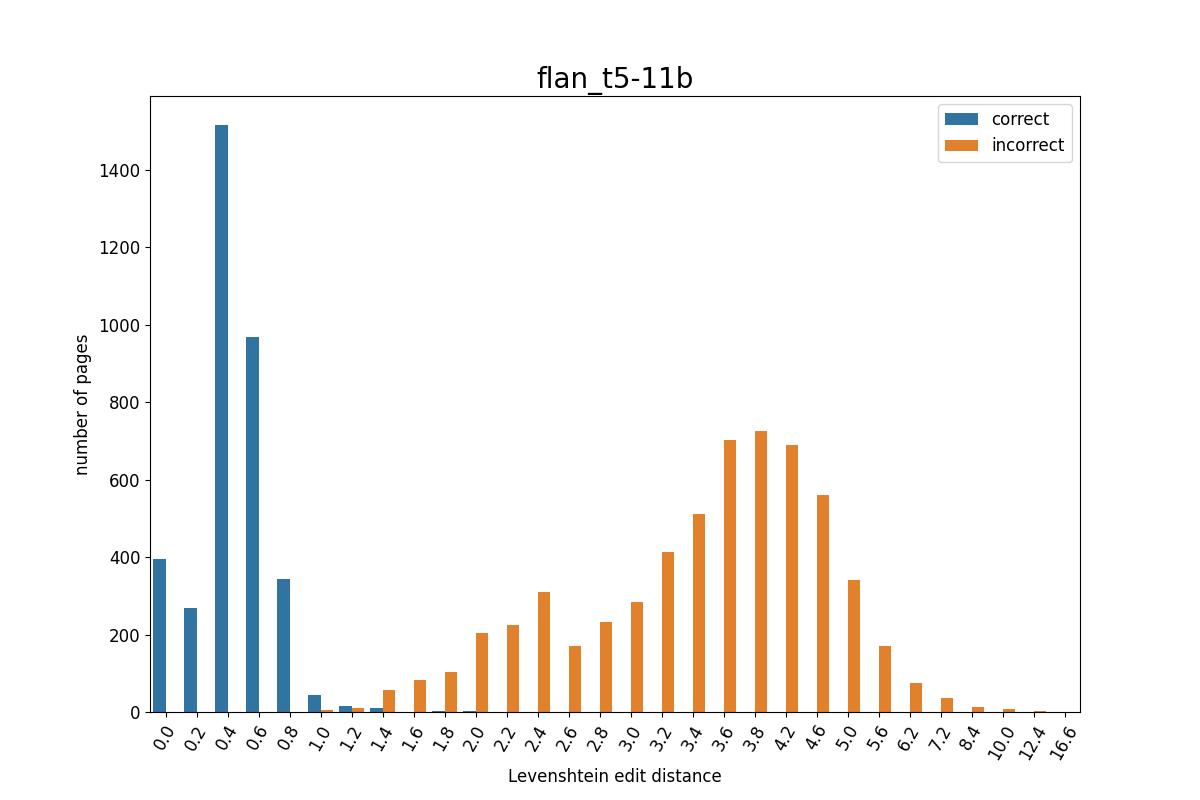 flan_t5-11b
correct
incorrect
number of pages
1400
1200
1000
800
600
400
200
0
0.0 0.2 0.4 0.6 0.8 1.0 1.2 1.4 1.6 1.8 2.0 2.2 2.4 2.6 2.8 3.0 3.2 3.4 3.6 3.8 4.2 4.6 5.0 5.6 6.2 7.2 8.4 10.0 12.4 16.6
Levenshtein edit distance